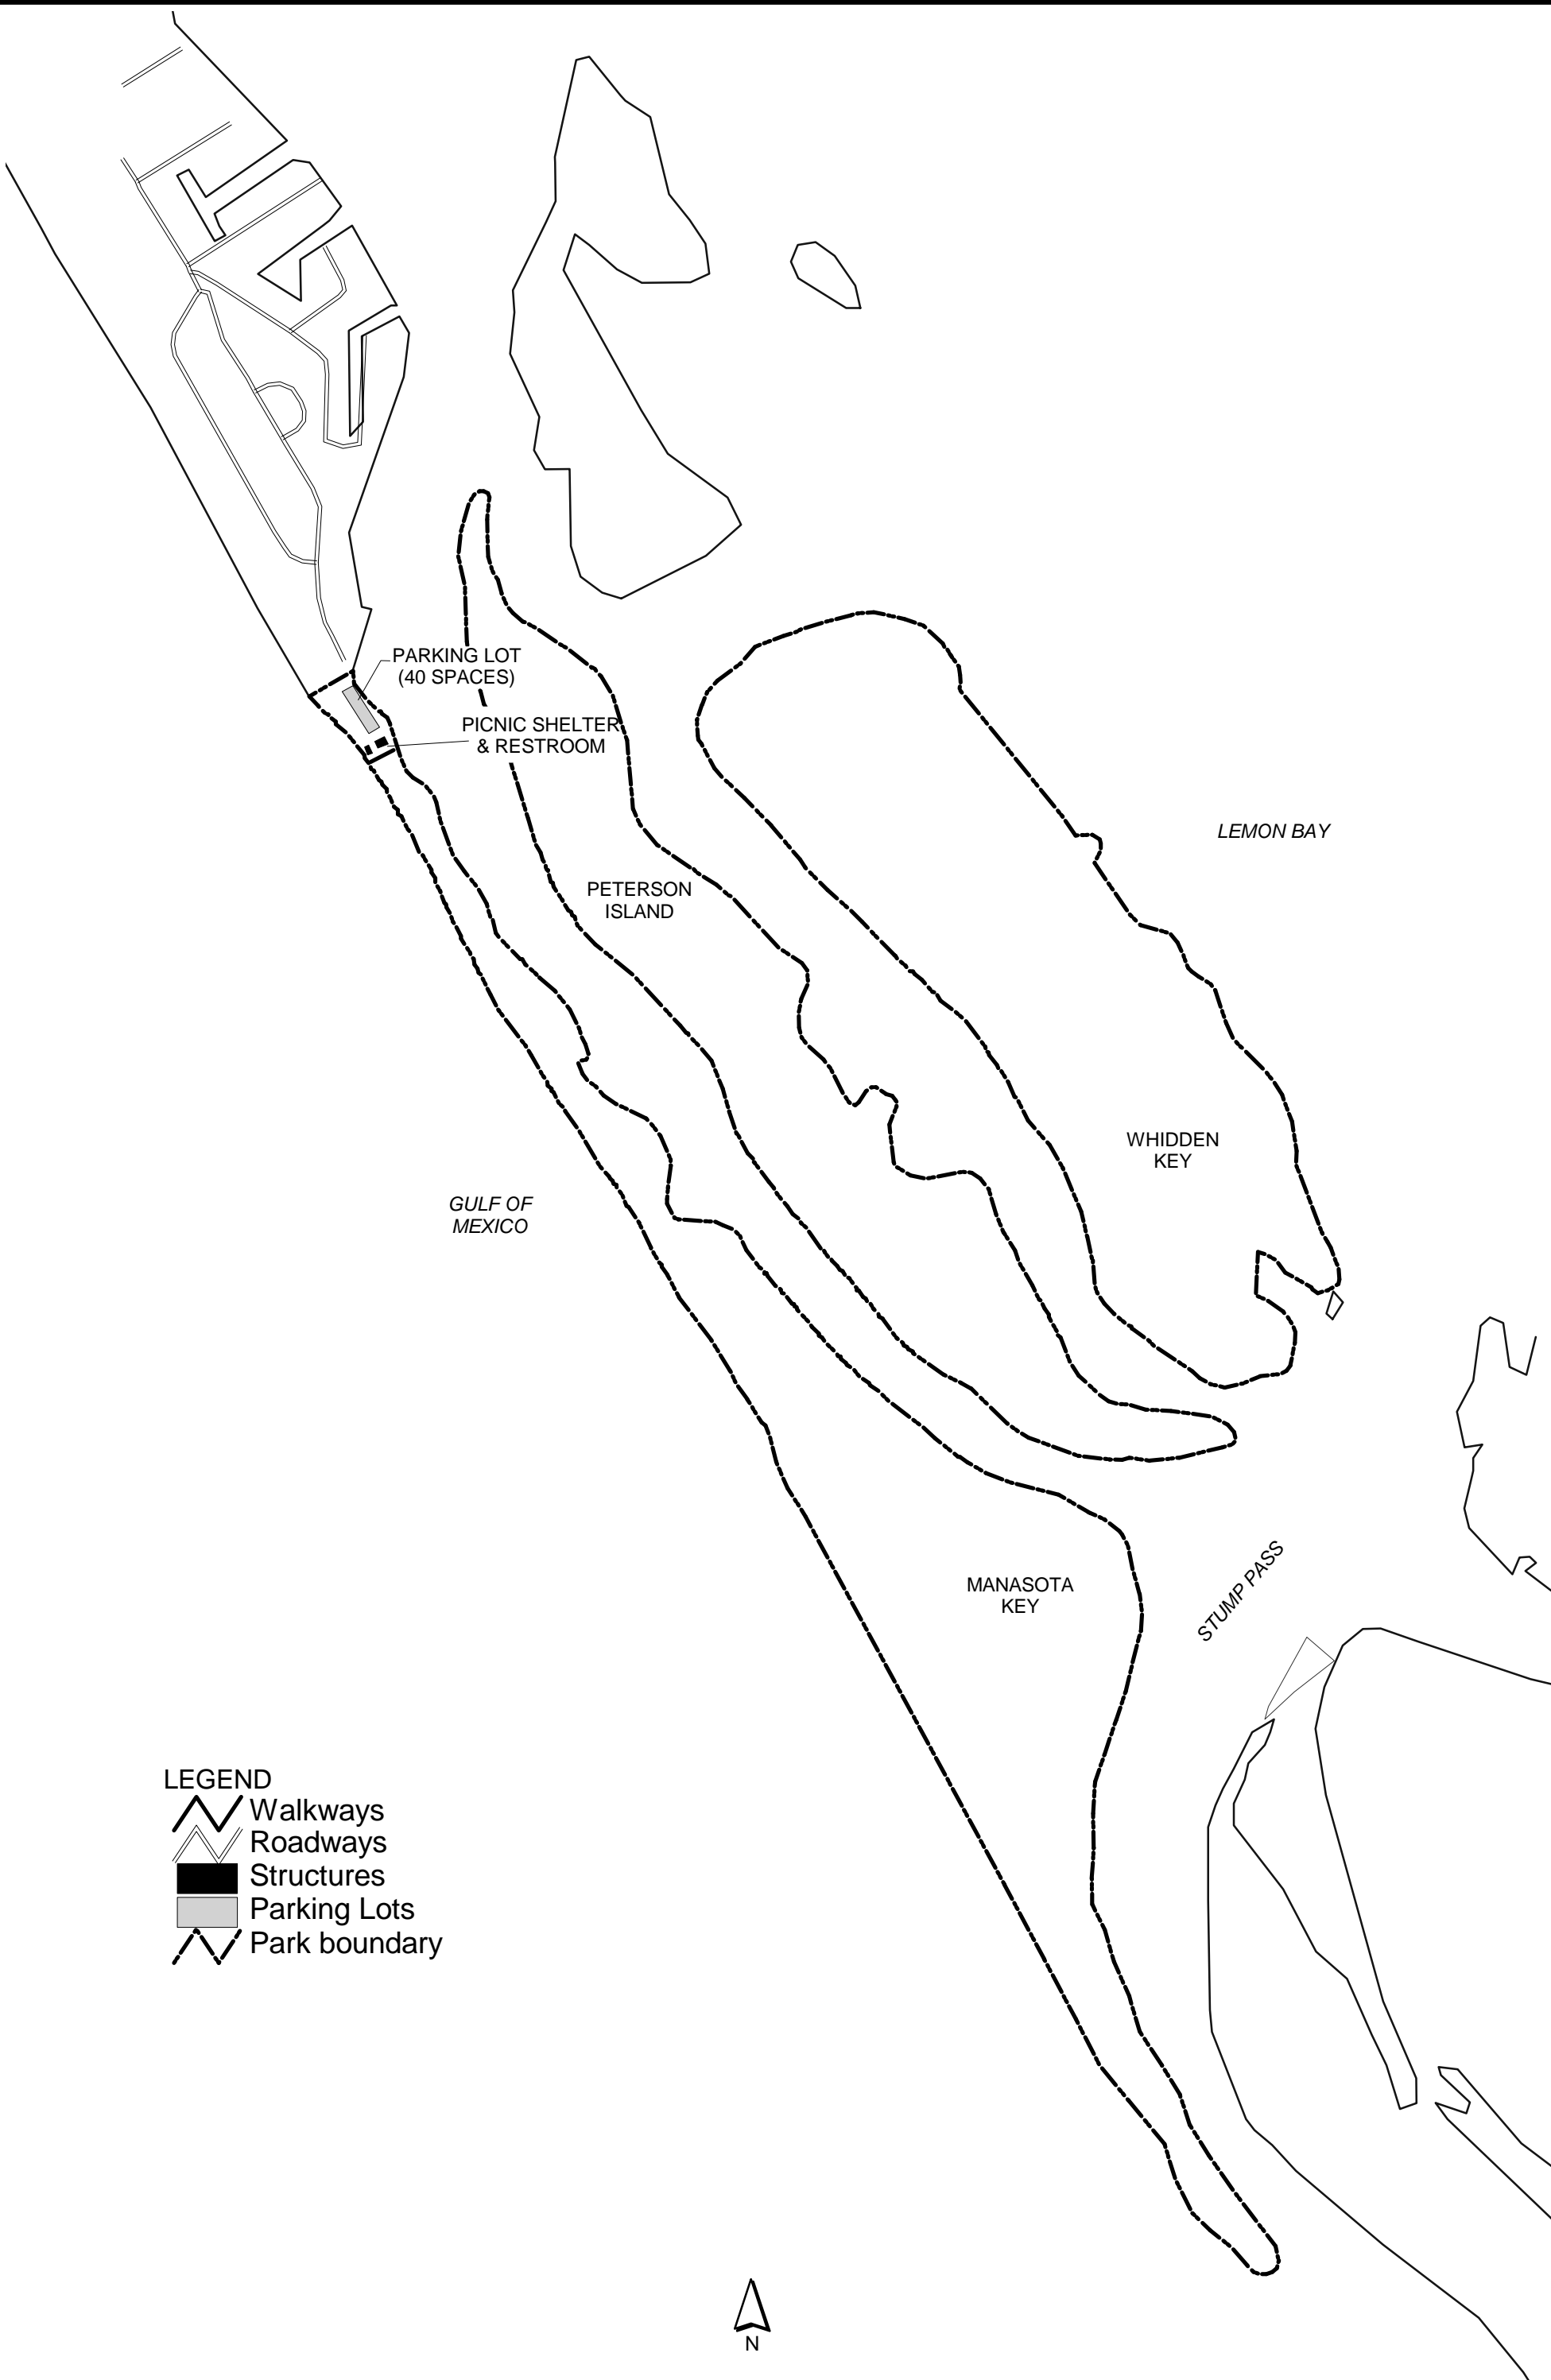 PARKING LOT
(40 SPACES)
PICNIC SHELTER
& RESTROOM
LEMON BAY
PETERSON
ISLAND
WHIDDEN
KEY
GULF OF
MEXICO
MANASOTA
KEY
STUMP PASS
LEGEND
Walkways
Roadways
Structures
Parking Lots
Park boundary
N